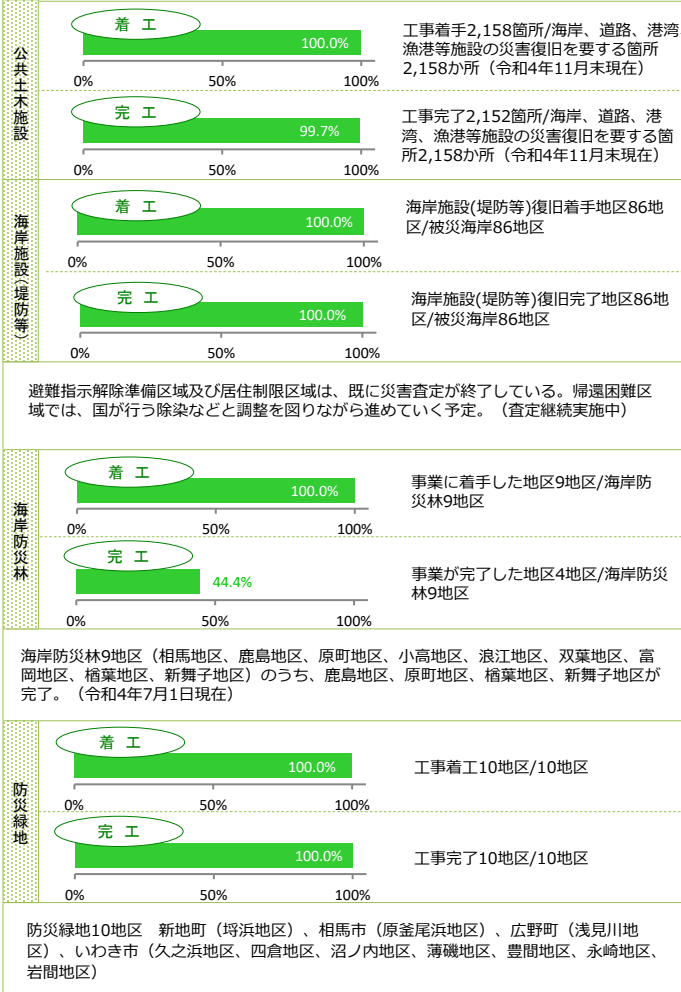 公共土木施設
着 工
100.0%
0%
50%
100%
工事着手2,158箇所/海岸、道路、港湾、
漁港等施設の災害復旧を要する箇所
2,158か所（令和4年11月末現在）
完 工
99.7%
0%
50%
100%
工事完了2,152箇所/海岸、道路、港
湾、漁港等施設の災害復旧を要する箇
所2,158か所（令和4年11月末現在）
海岸施設（堤防等）
着 工
100.0%
0%
50%
100%
海岸施設(堤防等)復旧着手地区86地
区/被災海岸86地区
完 工
100.0%
0%
50%
100%
海岸施設(堤防等)復旧完了地区86地
区/被災海岸86地区
避難指示解除準備区域及び居住制限区域は、既に災害査定が終了している。帰還困難区
域では、国が行う除染などと調整を図りながら進めていく予定。（査定継続実施中）
海岸防災林
着 工
100.0%
0%
50%
100%
事業に着手した地区9地区/海岸防
災林9地区
完 工
44.4%
0%
50%
100%
事業が完了した地区4地区/海岸防災
林9地区
海岸防災林9地区（相馬地区、鹿島地区、原町地区、小高地区、浪江地区、双葉地区、富
岡地区、楢葉地区、新舞子地区）のうち、鹿島地区、原町地区、楢葉地区、新舞子地区が
完了。（令和4年7月1日現在）
防災緑地
着 工
100.0%
0%
50%
100%
工事着工10地区/10地区
完 工
100.0%
0%
50%
100%
工事完了10地区/10地区
防災緑地10地区　新地町（埒浜地区）、相馬市（原釜尾浜地区）、広野町（浅見川地
区）、いわき市（久之浜地区、四倉地区、沼ノ内地区、薄磯地区、豊間地区、永崎地区、
岩間地区）